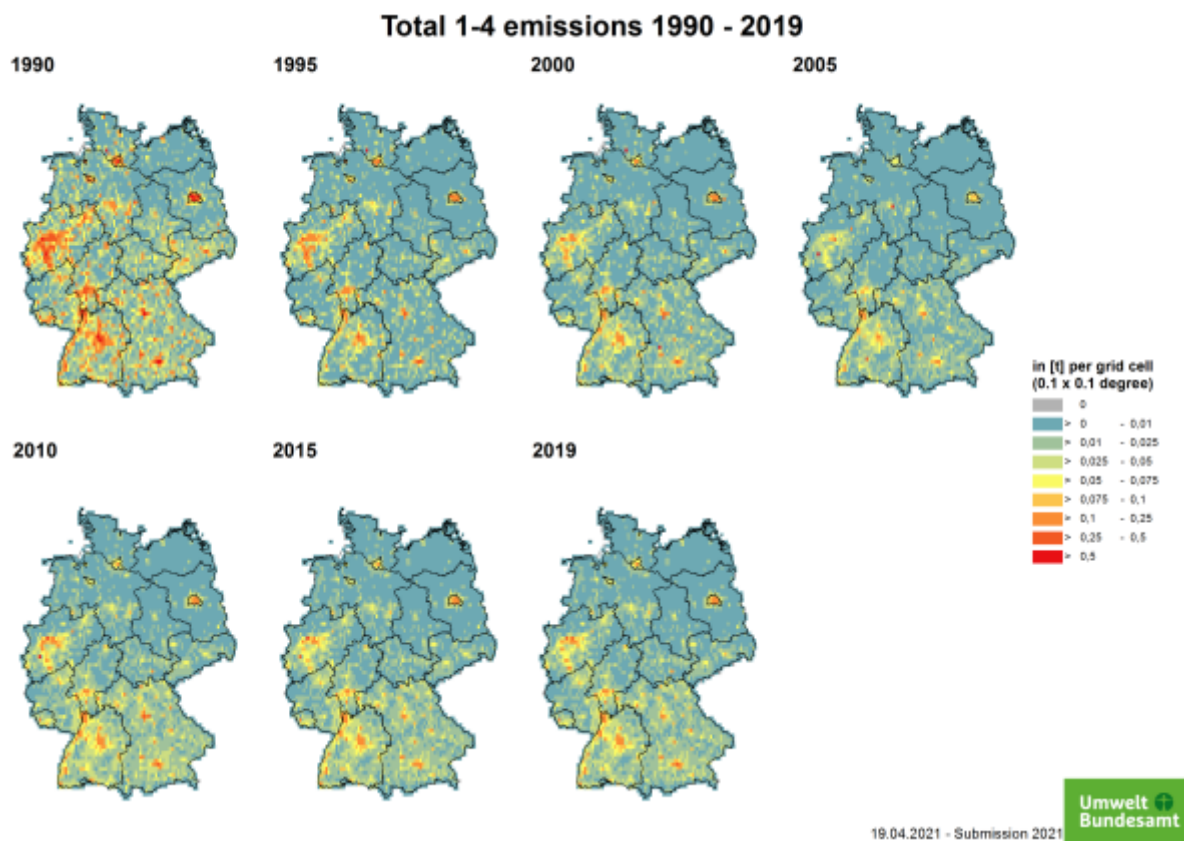 Total 1-4 emissions 1990 - 2019
1990
1995
2000
2005
in [t] per grid cell
(0.1 x 0.1 degree)
0
> 0 - 0,01
> 0,01 - 0,025
> 0,025 - 0,05
> 0,05 - 0,075
> 0,075 - 0,1
> 0,1 - 0,25
> 0,25 - 0,5
> 0,5
2010
2015
2019
Umwelt
Bundesamt
19.04.2021 - Submission 2021